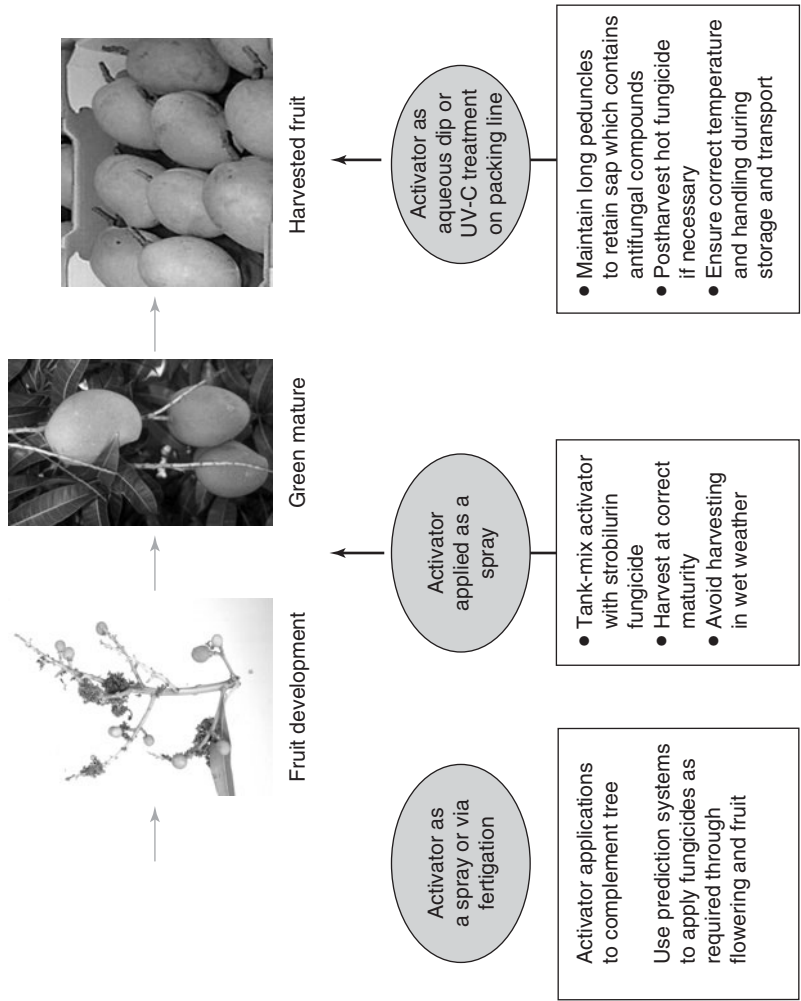 Fruit development
Green mature
Harvested fruit
Activator as
a spray or via
fertigation
Activator
applied as a
spray
Activator as
aqueous dip or
UV-C treatment
on packing line
Activator applications
to complement tree
Use prediction systems
to apply fungicides as
required through
flowering and fruit
● Tank-mix activator
with strobilurin
fungicide
● Harvest at correct
maturity
● Avoid harvesting
in wet weather
● Maintain long peduncles
to retain sap which contains
antifungal compounds
● Postharvest hot fungicide
if necessary
● Ensure correct temperature
and handling during
storage and transport